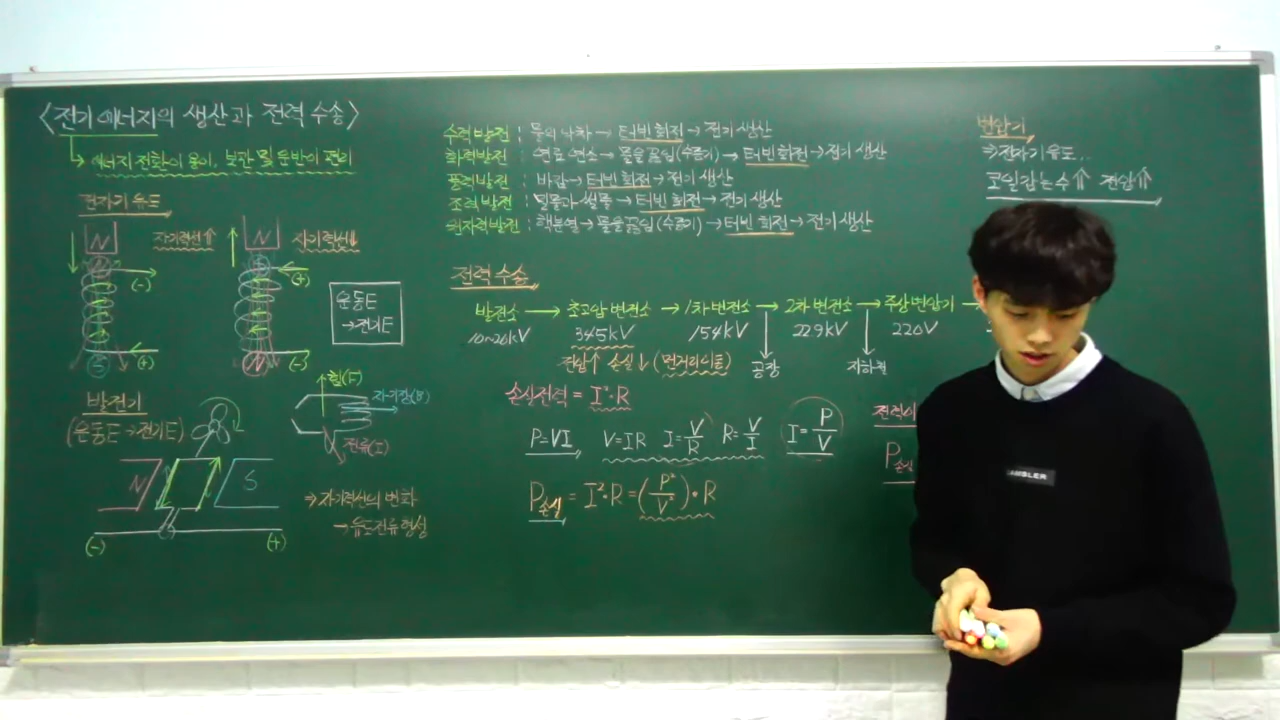 <전기에너지의 생산과 전력 수송>
↳ 에너지 전환이 용이, 보관 및 운반이 편리
전자기 유도
N 자기력선⇑
(-)
S (+)
N 자기력선⇓
S (+)
N (-)
운동E
→전기E
발전기
(운동E→전기E)
N S
(-) (+)
힘(F)
자기장(B)
전류(I)
⇒ 자기력선의 변화
→ 유도전류 형성
수력발전 : 물의 낙차 → 터빈 회전 → 전기 생산
화력발전 : 연료 연소 → 물을 끓임(수증기) → 터빈회전 → 전기 생산
풍력발전 : 바람 → 터빈 회전 → 전기 생산
조력발전 : 밀물과 썰물 → 터빈 회전 → 전기 생산
원자력발전 : 핵분열 → 물을 끓임(수증기) → 터빈 회전 → 전기 생산
전력 수송
발전소 → 초고압 변전소 → 1차 변전소 → 2차 변전소 → 주상변압기 →
10~20kV 345kV 154kV 22.9kV 220V
전압↑ 손실↓ (먼거리이동) 공장 지하철
손실전력 = I²·R
P=VI V=IR I=V/R R=V/I I=P/V
P손실 = I²·R = (P²/V²)·R
변압기
⇒ 전자기유도..
코일감는수⇑ 전압⇑
전력
P손실
AMBLER